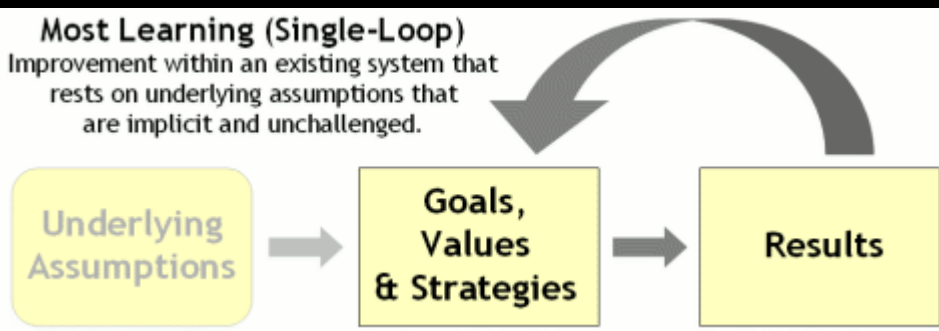 Most Learning (Single-Loop)
Improvement within an existing system that
rests on underlying assumptions that
are implicit and unchallenged.
Underlying
Assumptions
Goals,
Values
& Strategies
Results